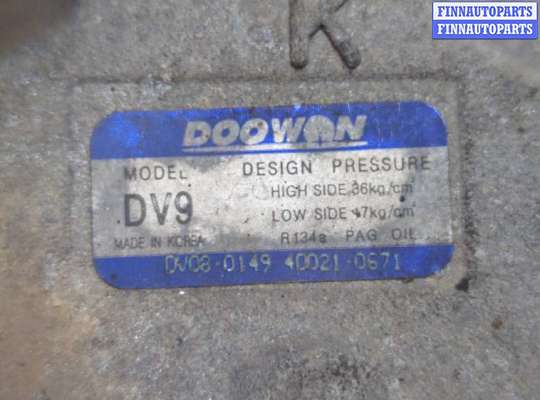 FINNAUTOPARTS
FINNAUTOPARTS
K
DOOWON
MODEL DESIGN PRESSURE
DV9 HIGH SIDE 36kg/cm
LOW SIDE 17kg/cm
MADE IN KOREA R134a PAG OIL
DV08-0149 40021-0671